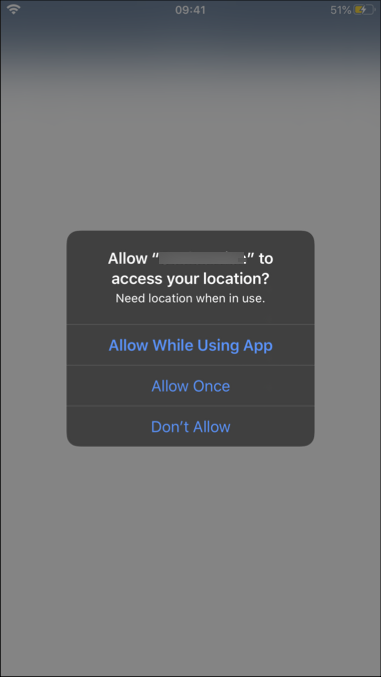 09:41
51%
Allow “ ” to
access your location?
Need location when in use.
Allow While Using App
Allow Once
Don’t Allow